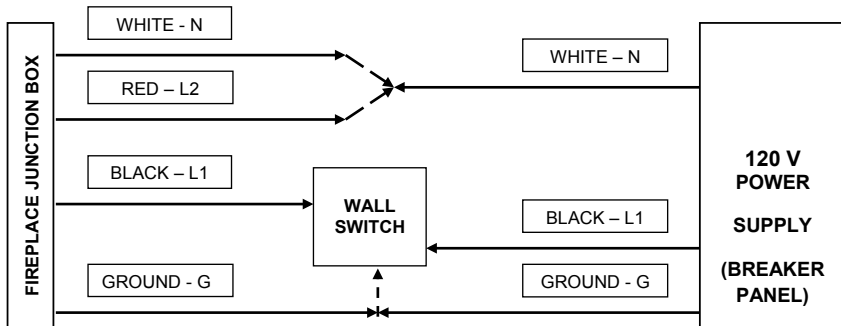 FIREPLACE JUNCTION BOX
WHITE - N
RED – L2
BLACK – L1
GROUND - G
WALL
SWITCH
WHITE – N
BLACK – L1
GROUND - G
120 V
POWER
SUPPLY
(BREAKER
PANEL)